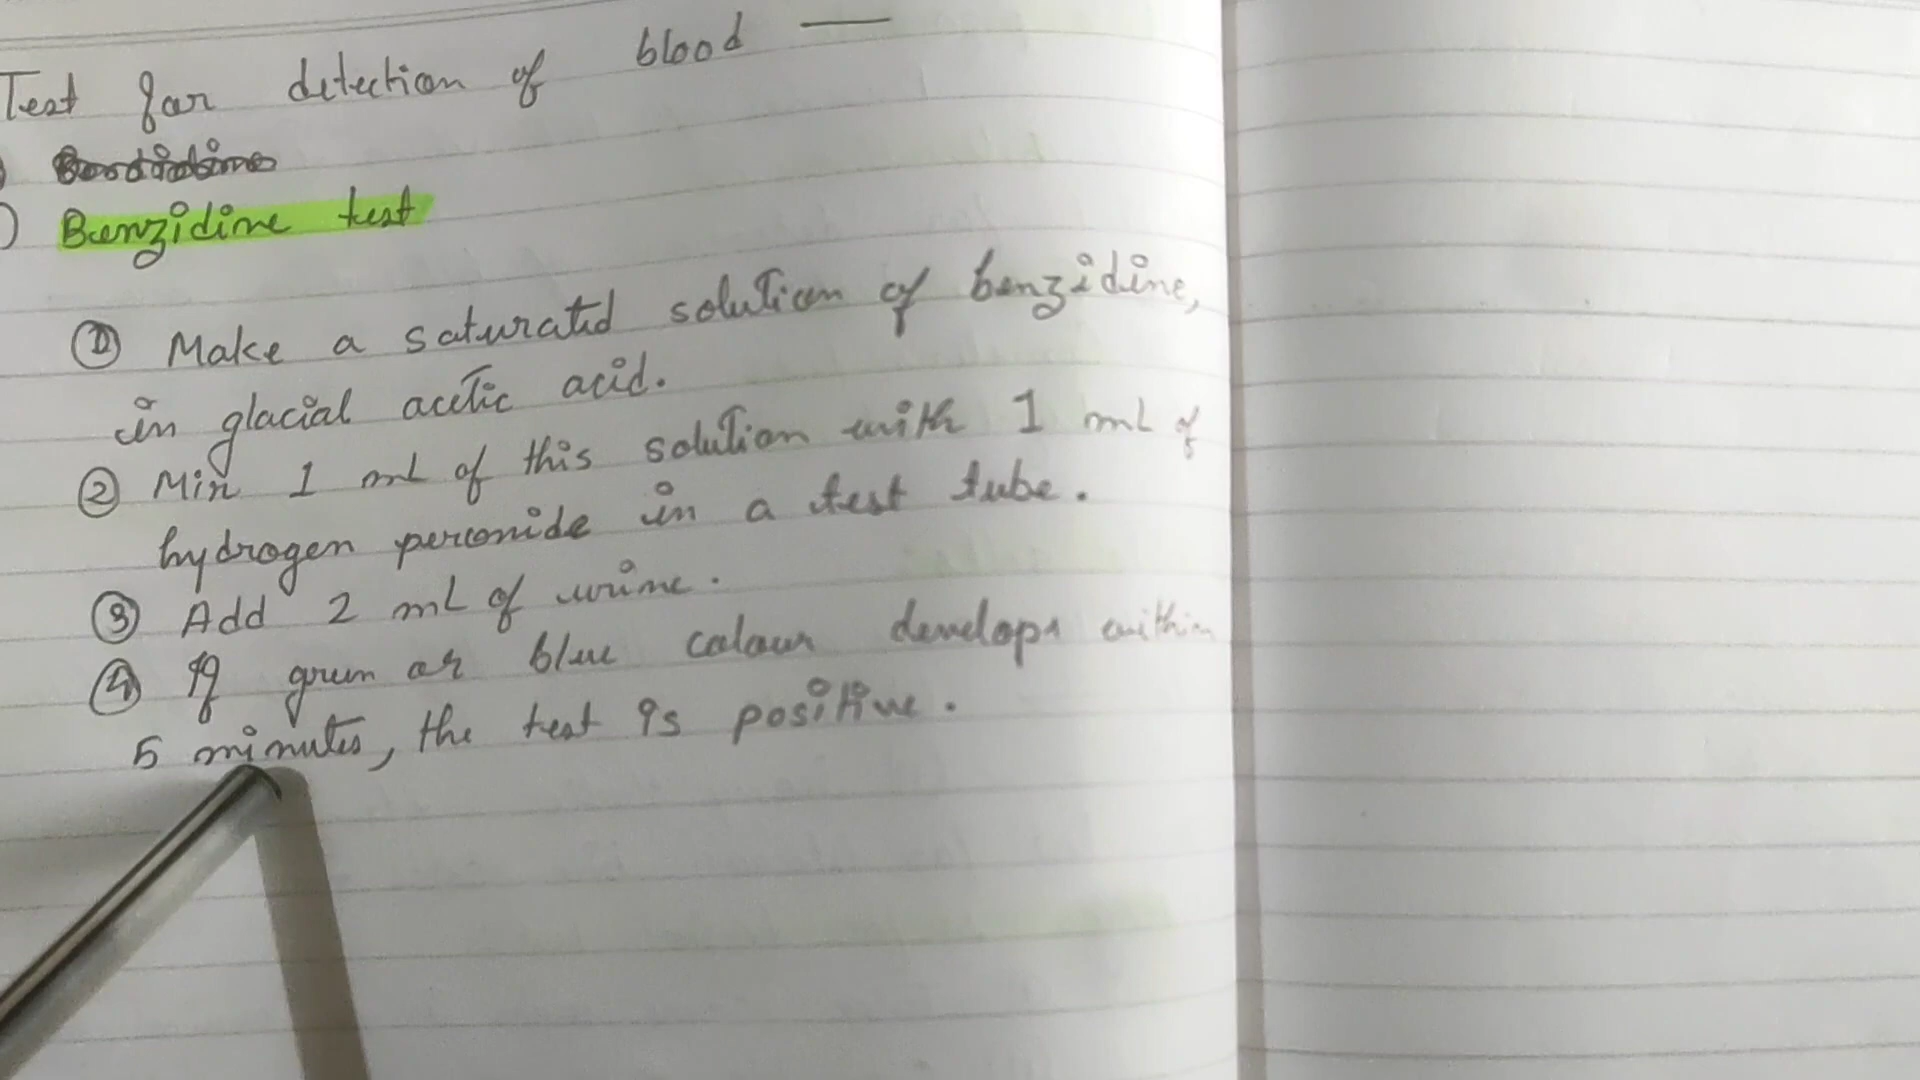 Test for detection of blood —
Benzidine test
① Make a saturated solution of benzidine,
in glacial acetic acid.
② Mix 1 ml of this solution with 1 ml of
hydrogen peroxide in a test tube.
③ Add 2 ml of urine.
④ If green or blue colour develops within
5 minutes, the test is positive.